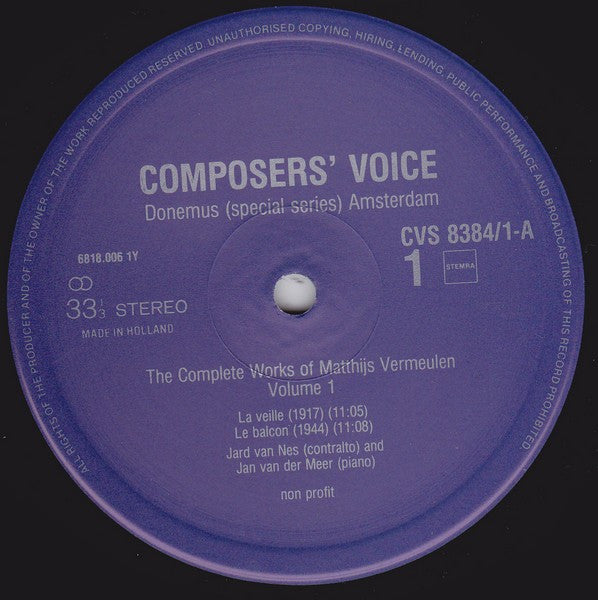 ALL RIGHTS OF THE PRODUCER AND OF THE OWNER OF THE WORK REPRODUCED RESERVED. UNAUTHORISED COPYING, HIRING, LENDING, PUBLIC PERFORMANCE AND BROADCASTING OF THIS RECORD PROHIBITED.
COMPOSERS' VOICE
Donemus (special series) Amsterdam
6818.006 1Y
CVS 8384/1-A
1
STEMRA
33 1/3 STEREO
MADE IN HOLLAND
The Complete Works of Matthijs Vermeulen
Volume 1
La veille (1917) (11:05)
Le balcon (1944) (11:08)
Jard van Nes (contralto) and
Jan van der Meer (piano)
non profit